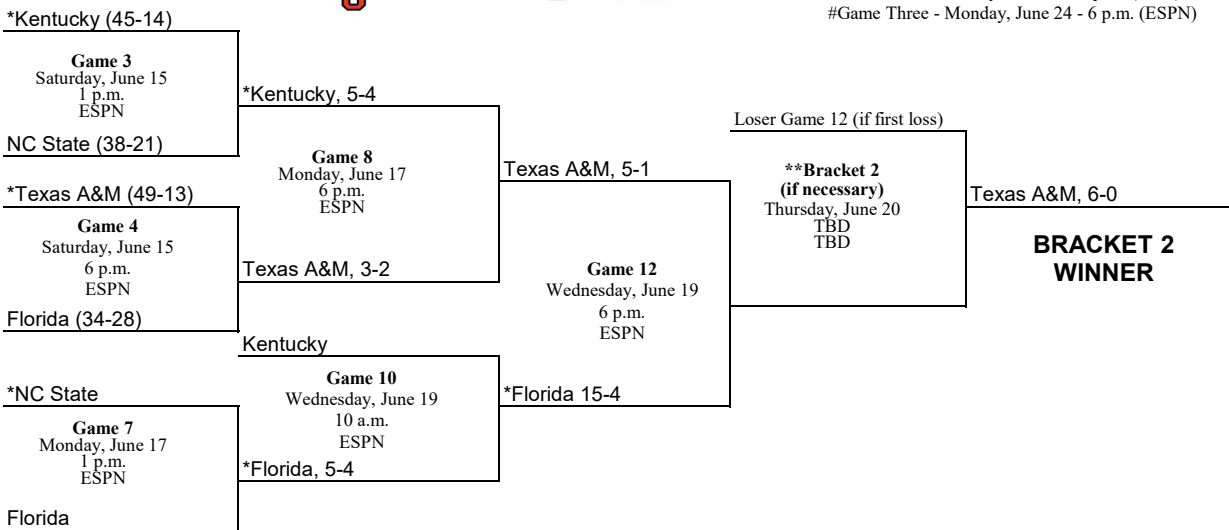 #Game Three - Monday, June 24 - 6 p.m. (ESPN)
*Kentucky (45-14)
Game 3
Saturday, June 15
1 p.m.
ESPN
NC State (38-21)
*Kentucky, 5-4
Game 8
Monday, June 17
6 p.m.
ESPN
*Texas A&M (49-13)
Game 4
Saturday, June 15
6 p.m.
ESPN
Florida (34-28)
Texas A&M, 3-2
Texas A&M, 5-1
Game 12
Wednesday, June 19
6 p.m.
ESPN
Loser Game 12 (if first loss)
**Bracket 2
(if necessary)
Thursday, June 20
TBD
TBD
Texas A&M, 6-0
BRACKET 2
WINNER
Kentucky
Game 10
Wednesday, June 19
10 a.m.
ESPN
*Florida 15-4
*NC State
Game 7
Monday, June 17
1 p.m.
ESPN
*Florida, 5-4
Florida